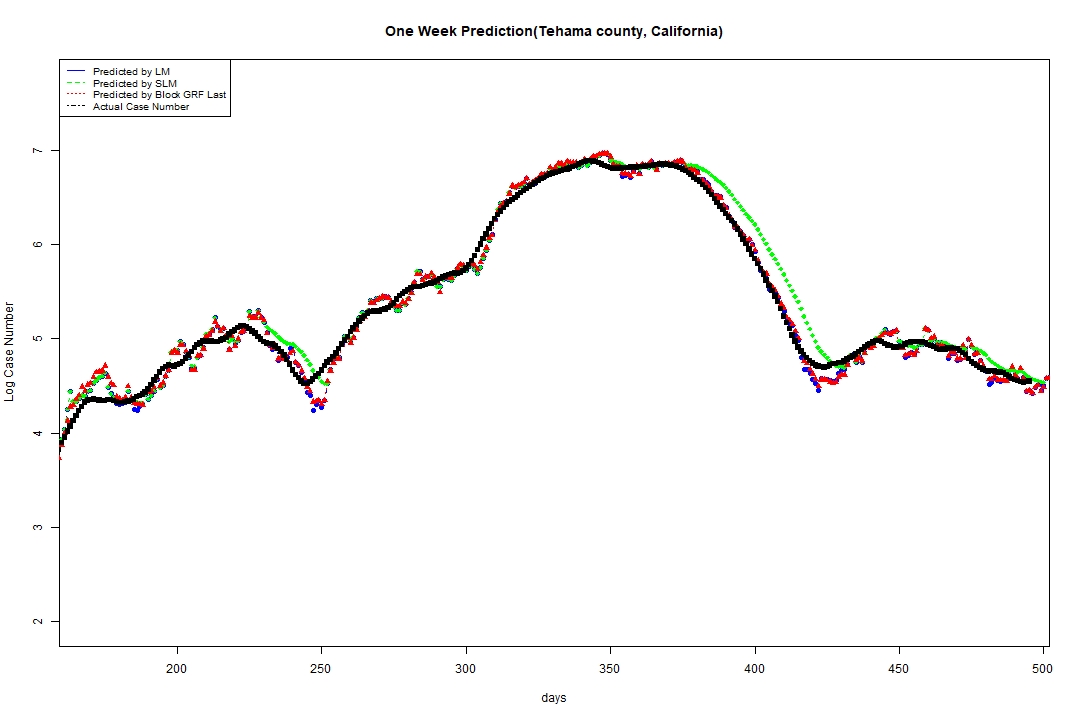 One Week Prediction(Tehama county, California)
Predicted by LM
Predicted by SLM
Predicted by Block GRF Last
Actual Case Number
7
6
5
4
3
2
Log Case Number
200 250 300 350 400 450 500
days